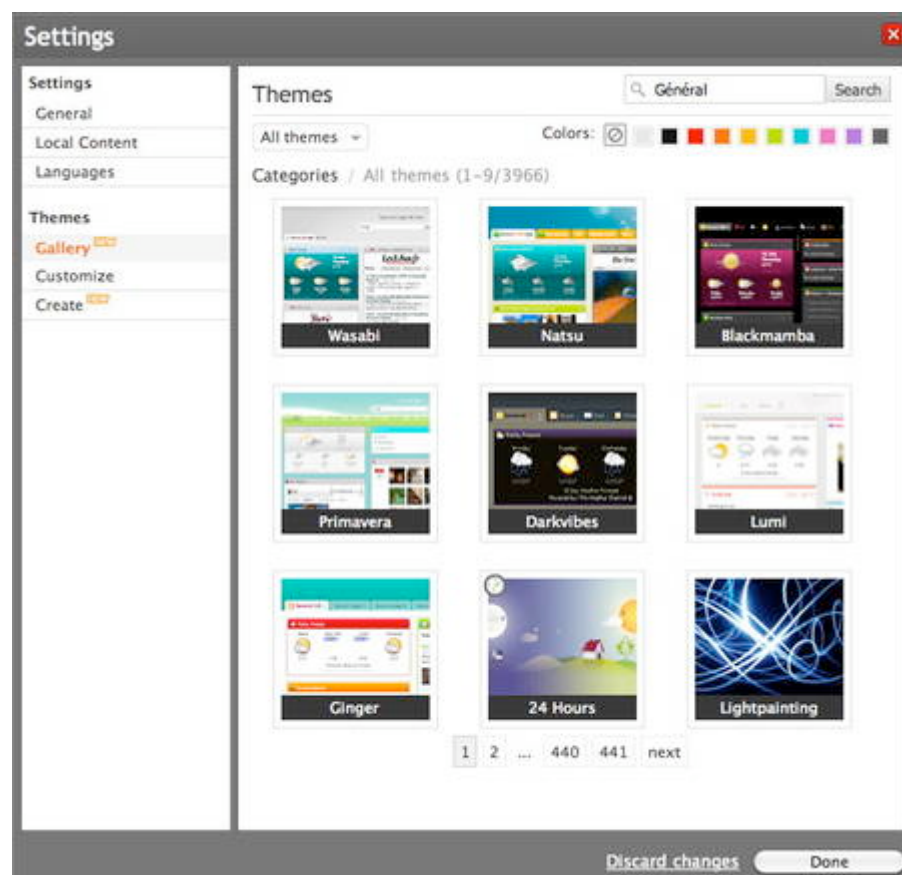 Settings
Settings
General
Local Content
Languages
Themes
Gallery NEW
Customize
Create NEW
Themes
Général
Search
All themes
Colors:
Categories / All themes (1-9/3966)
Wasabi
Natsu
Blackmamba
Primavera
Darkvibes
Lumi
Ginger
24 Hours
Lightpainting
1 2 ... 440 441 next
Discard changes
Done